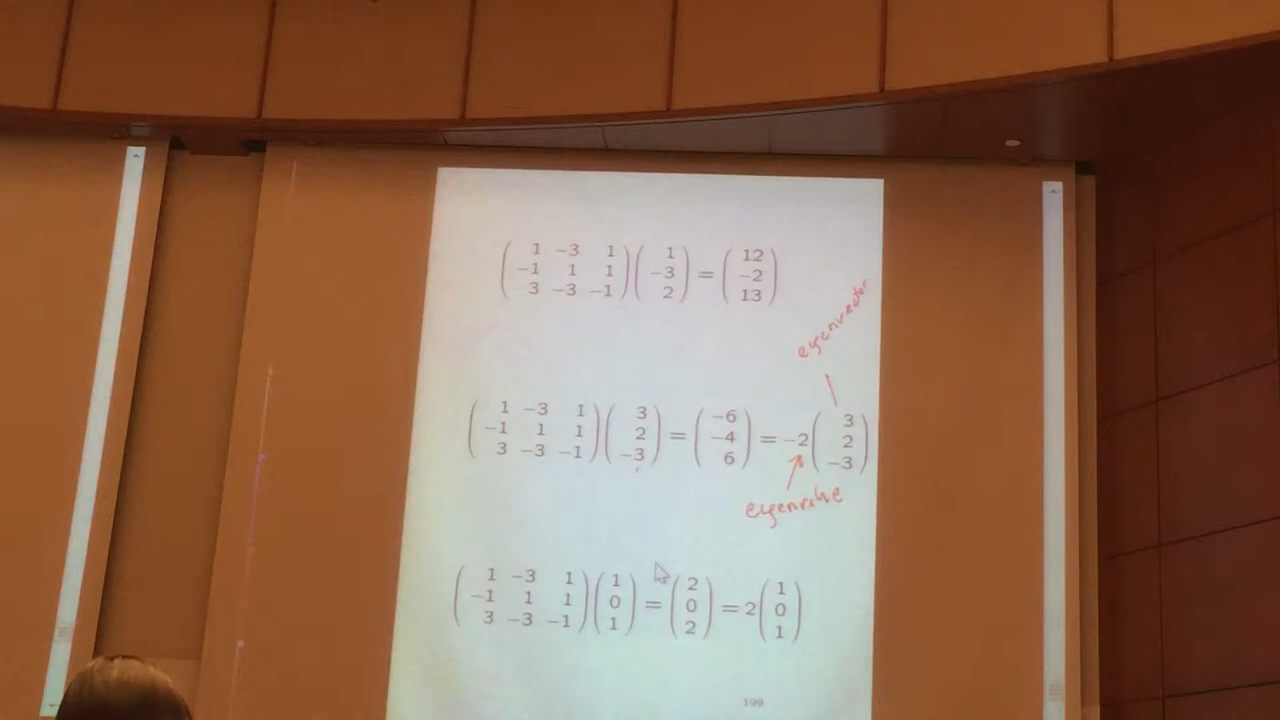 ( 1 −3 1 ) ( 1 ) = ( 12 )
( −1 1 1 ) ( −3 ) ( −2 )
( 3 −3 −1 ) ( 2 ) ( 13 )
eigenvector
( 1 −3 1 ) ( 3 ) = ( −6 ) = −2 ( 3 )
( −1 1 1 ) ( 2 ) ( −4 ) ( 2 )
( 3 −3 −1 ) ( −3 ) ( 6 ) ( −3 )
eigenvalue
( 1 −3 1 ) ( 1 ) = ( 2 ) = 2 ( 1 )
( −1 1 1 ) ( 0 ) ( 0 ) ( 0 )
( 3 −3 −1 ) ( 1 ) ( 2 ) ( 1 )
199